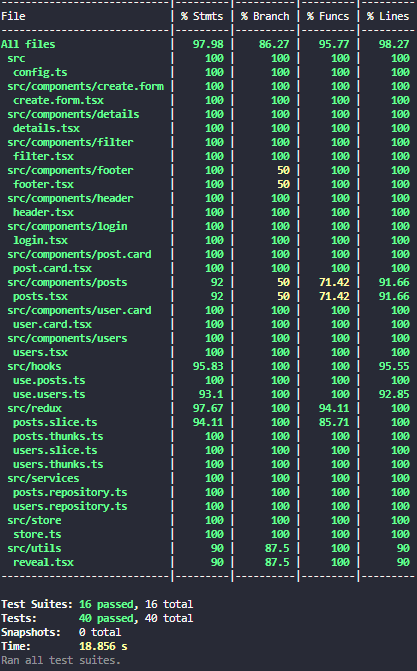 File | % Stmts | % Branch | % Funcs | % Lines
All files | 97.98 | 86.27 | 95.77 | 98.27
src | 100 | 100 | 100 | 100
config.ts | 100 | 100 | 100 | 100
src/components/create.form | 100 | 100 | 100 | 100
create.form.tsx | 100 | 100 | 100 | 100
src/components/details | 100 | 100 | 100 | 100
details.tsx | 100 | 100 | 100 | 100
src/components/filter | 100 | 100 | 100 | 100
filter.tsx | 100 | 100 | 100 | 100
src/components/footer | 100 | 50 | 100 | 100
footer.tsx | 100 | 50 | 100 | 100
src/components/header | 100 | 100 | 100 | 100
header.tsx | 100 | 100 | 100 | 100
src/components/login | 100 | 100 | 100 | 100
login.tsx | 100 | 100 | 100 | 100
src/components/post.card | 100 | 100 | 100 | 100
post.card.tsx | 100 | 100 | 100 | 100
src/components/posts | 92 | 50 | 71.42 | 91.66
posts.tsx | 92 | 50 | 71.42 | 91.66
src/components/user.card | 100 | 100 | 100 | 100
user.card.tsx | 100 | 100 | 100 | 100
src/components/users | 100 | 100 | 100 | 100
users.tsx | 100 | 100 | 100 | 100
src/hooks | 95.83 | 100 | 100 | 95.55
use.posts.ts | 100 | 100 | 100 | 100
use.users.ts | 93.1 | 100 | 100 | 92.85
src/redux | 97.67 | 100 | 94.11 | 100
posts.slice.ts | 94.11 | 100 | 85.71 | 100
posts.thunks.ts | 100 | 100 | 100 | 100
users.slice.ts | 100 | 100 | 100 | 100
users.thunks.ts | 100 | 100 | 100 | 100
src/services | 100 | 100 | 100 | 100
posts.repository.ts | 100 | 100 | 100 | 100
users.repository.ts | 100 | 100 | 100 | 100
src/store | 100 | 100 | 100 | 100
store.ts | 100 | 100 | 100 | 100
src/utils | 90 | 87.5 | 100 | 90
reveal.tsx | 90 | 87.5 | 100 | 90
Test Suites: 16 passed, 16 total
Tests: 40 passed, 40 total
Snapshots: 0 total
Time: 18.856 s
Ran all test suites.